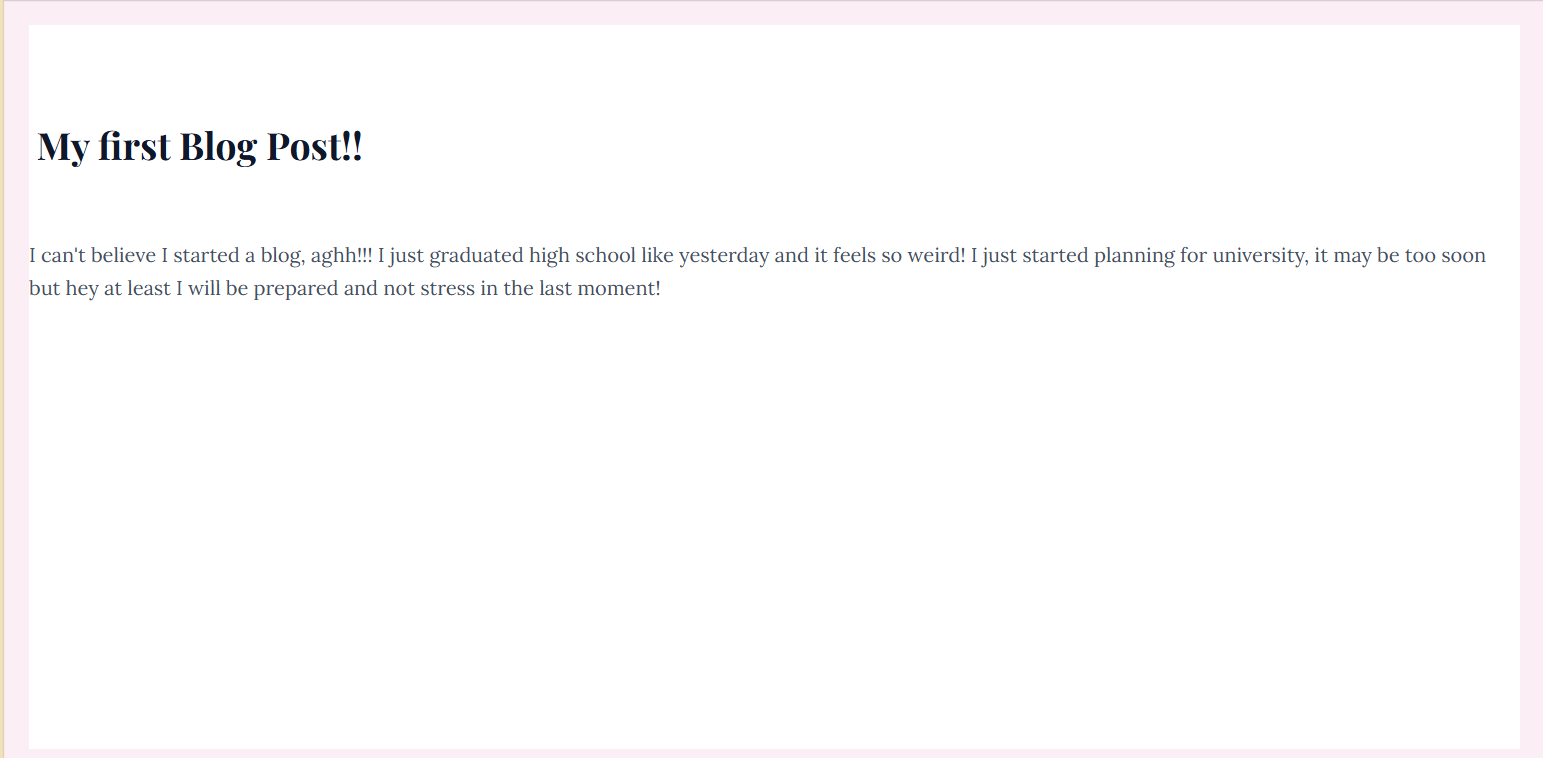 My first Blog Post!!
I can't believe I started a blog, aghh!!! I just graduated high school like yesterday and it feels so weird! I just started planning for university, it may be too soon
but hey at least I will be prepared and not stress in the last moment!